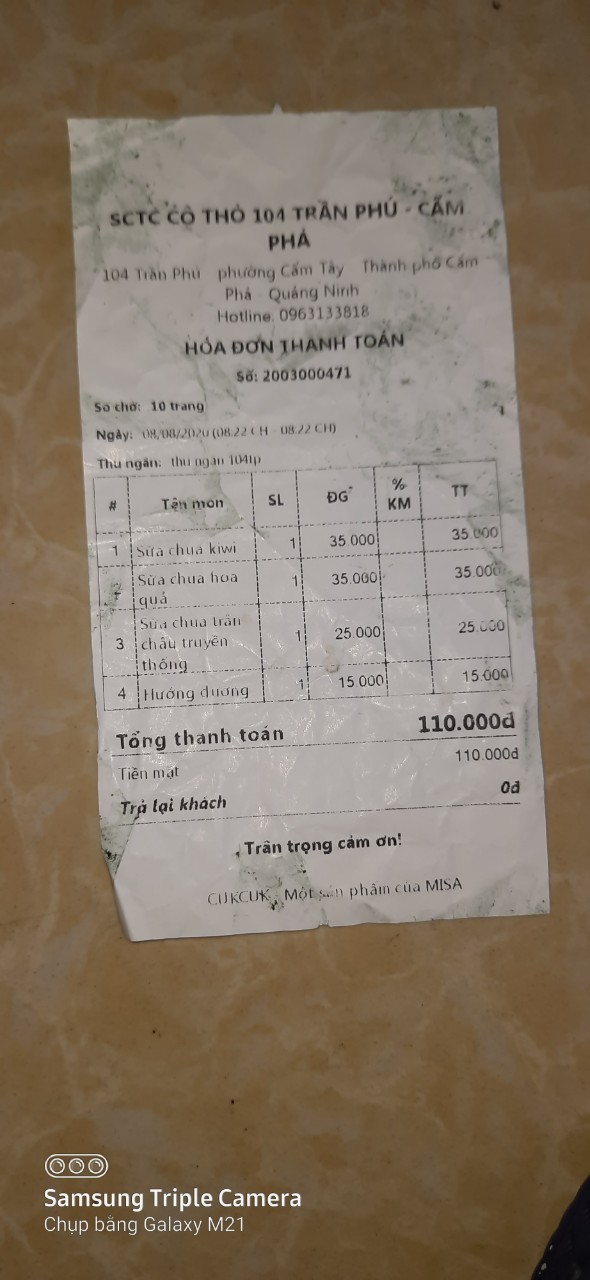 SCTC CÔ THỎ 104 TRẦN PHÚ - CẨM
PHẢ
104 Trần Phú phường Cẩm Tây Thành phố Cẩm
Phả Quảng Ninh
Hotline. 0963133818
HÓA ĐƠN THANH TOÁN
Số: 2003000471
Số chờ: 10 trang
Ngày: 08/08/2020 (08.22 CH - 08.22 CH)
Thu ngân: thu ngan 104tp
# Tên món SL ĐG % KM TT
1 Sữa chua kiwi 1 35.000 35.000
2 Sữa chua hoa 1 35.000 35.000
quả
Sữa chua trân
3 châu truyền 1 25.000 25.000
thống
4 Hướng dương 1 15.000 15.000
Tổng thanh toán 110.000đ
Tiền mặt 110.000đ
Trả lại khách 0đ
Trân trọng cảm ơn!
CUKCUK - Một sản phẩm của MISA
Samsung Triple Camera
Chụp bằng Galaxy M21